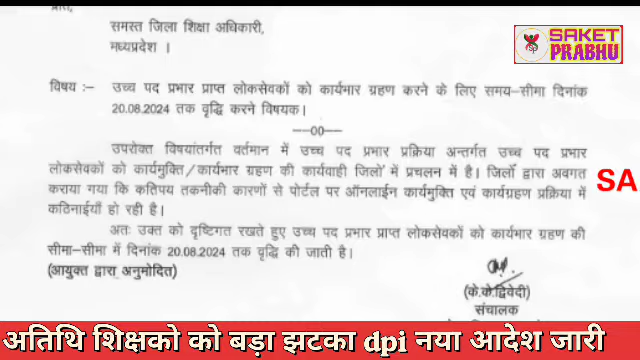 प्रति,
समस्त जिला शिक्षा अधिकारी,
मध्यप्रदेश ।
SAKET
PRABHU
विषय :– उच्च पद प्रभार प्राप्त लोकसेवकों को कार्यभार ग्रहण करने के लिए समय–सीमा दिनांक
20.08.2024 तक वृद्धि करने विषयक।
—00—
उपरोक्त विषयांतर्गत वर्तमान में उच्च पद प्रभार प्रक्रिया अन्तर्गत उच्च पद प्रभार
लोकसेवकों को कार्यमुक्ति/कार्यभार ग्रहण की कार्यवाही जिलों में प्रचलन में है। जिलों द्वारा अवगत
कराया गया कि कतिपय तकनीकी कारणों से पोर्टल पर ऑनलाईन कार्यमुक्ति एवं कार्यग्रहण प्रक्रिया में
कठिनाईयाँ हो रही है।
SA
अतः उक्त को दृष्टिगत रखते हुए उच्च पद प्रभार प्राप्त लोकसेवकों को कार्यभार ग्रहण की
सीमा–सीमा में दिनांक 20.08.2024 तक वृद्धि की जाती है।
(आयुक्त द्वारा अनुमोदित)
(के.के.द्विवेदी)
संचालक
अतिथि शिक्षको को बड़ा झटका dpi नया आदेश जारी